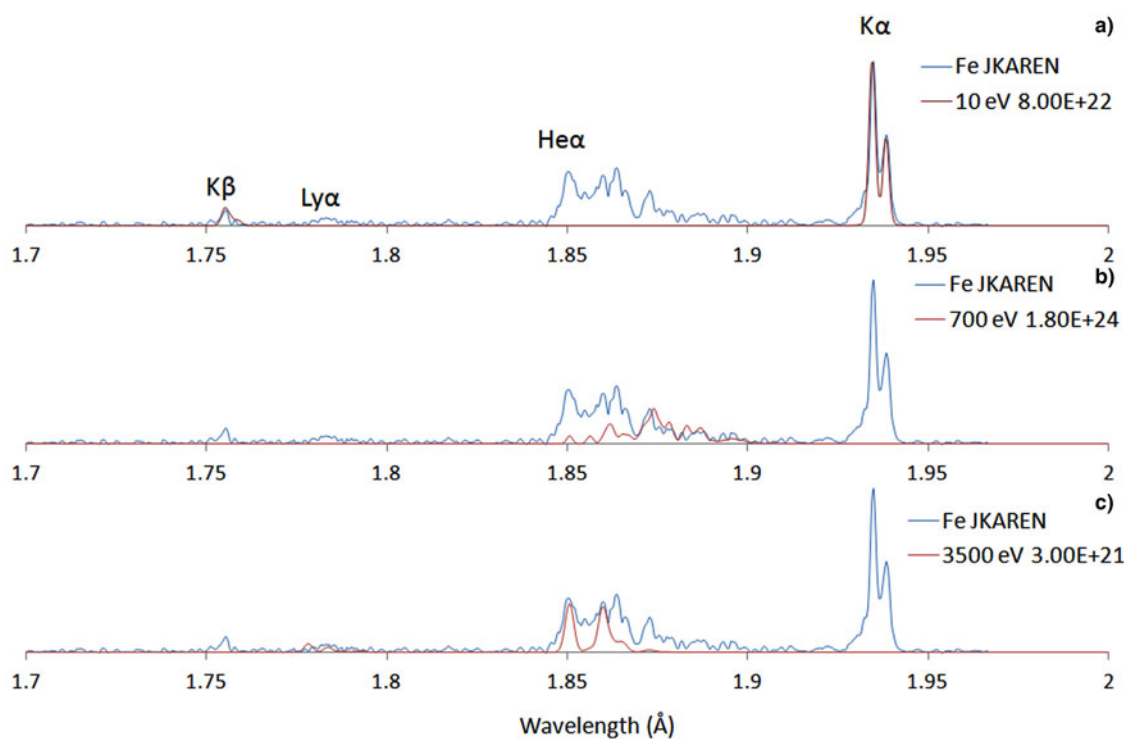 Kα
a)
Fe JKAREN
10 eV 8.00E+22
Heα
Kβ
Lyα
1.7 1.75 1.8 1.85 1.9 1.95 2
b)
Fe JKAREN
700 eV 1.80E+24
1.7 1.75 1.8 1.85 1.9 1.95 2
c)
Fe JKAREN
3500 eV 3.00E+21
1.7 1.75 1.8 1.85 1.9 1.95 2
Wavelength (Å)